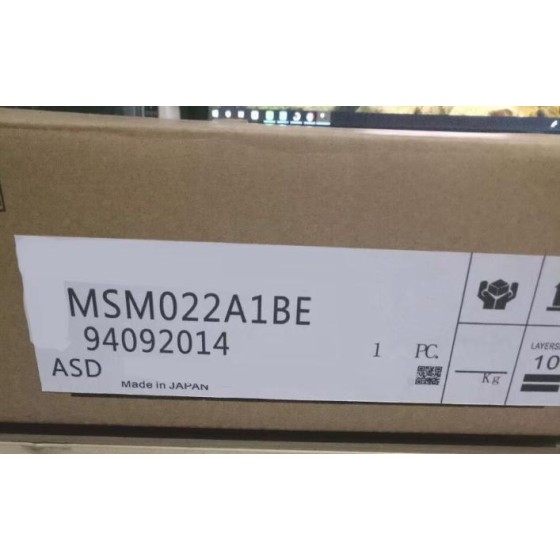 MSM022A1BE
94092014
1 PC.
ASD
Made in JAPAN
Kg
LAYERS
10